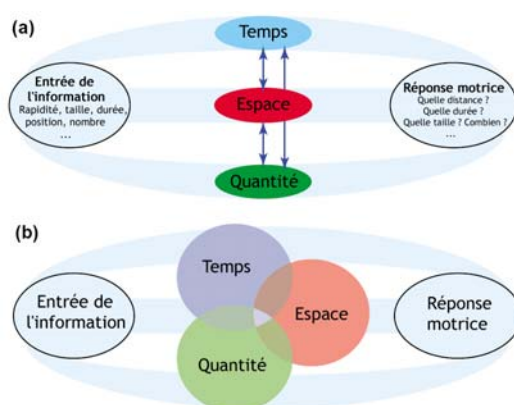 (a)
Temps
Entrée de
l'information
Rapidité, taille, durée,
position, nombre
...
Espace
Réponse motrice
Quelle distance ?
Quelle durée ?
Quelle taille ? Combien ?
...
Quantité
(b)
Temps
Entrée de
l'information
Espace
Réponse
motrice
Quantité